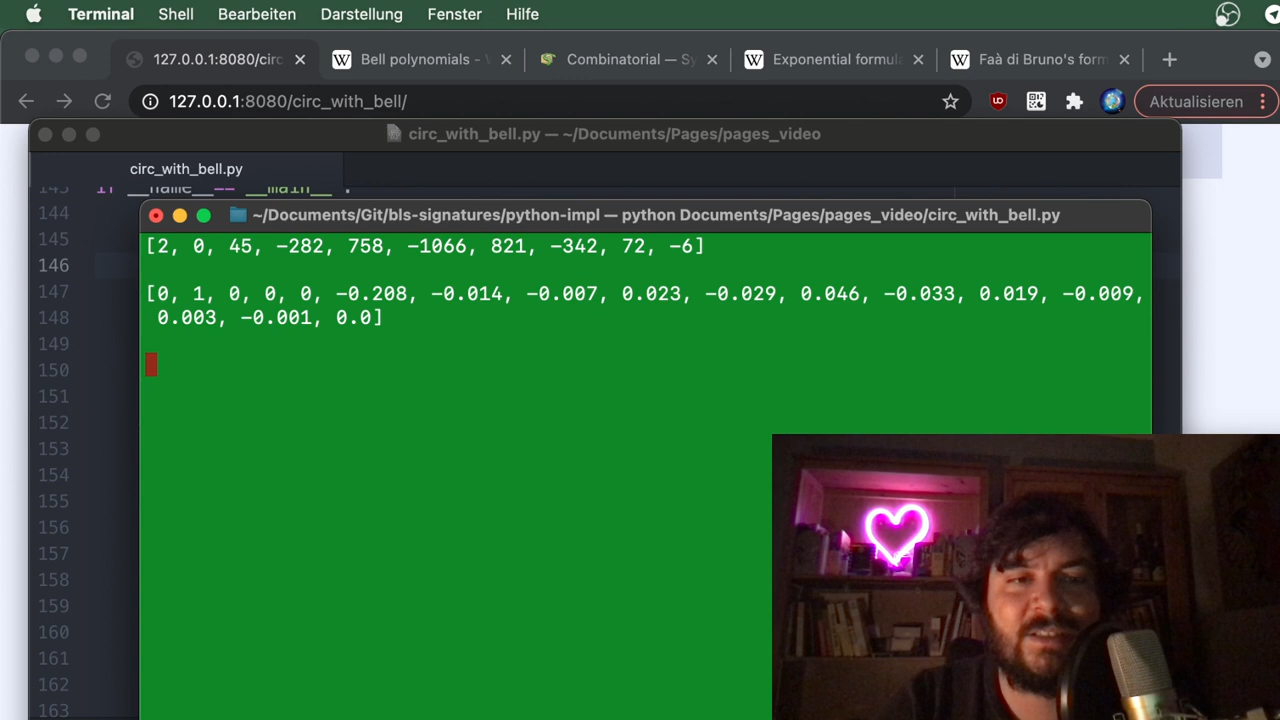 Terminal Shell Bearbeiten Darstellung Fenster Hilfe
127.0.0.1:8080/circ Bell polynomials - Combinatorial — Sy Exponential formula Faà di Bruno's form
127.0.0.1:8080/circ_with_bell/ Aktualisieren
circ_with_bell.py — ~/Documents/Pages/pages_video
circ_with_bell.py
143 if __name__== __main__ :
144
~/Documents/Git/bls-signatures/python-impl — python Documents/Pages/pages_video/circ_with_bell.py
145 [2, 0, 45, −282, 758, −1066, 821, −342, 72, −6]
146
147 [0, 1, 0, 0, 0, −0.208, −0.014, −0.007, 0.023, −0.029, 0.046, −0.033, 0.019, −0.009,
148 0.003, −0.001, 0.0]
149
150
151
152
153
154
155
156
157
158
159
160
161
162
163